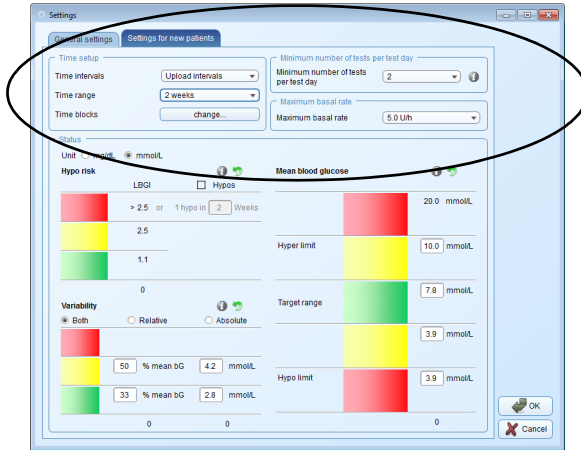 Settings
General settings Settings for new patients
Time setup
Time intervals Upload intervals
Time range 2 weeks
Time blocks change...
Minimum number of tests per test day
Minimum number of tests
per test day
2
Maximum basal rate
Maximum basal rate 5.0 U/h
Status
Unit mg/dL mmol/L
Hypo risk
LBGI Hypos
> 2.5 or 1 hypo in 2 Weeks
2.5
1.1
0
Variability
Both Relative Absolute
50 % mean bG 4.2 mmol/L
33 % mean bG 2.8 mmol/L
0 0
Mean blood glucose
20.0 mmol/L
Hyper limit 10.0 mmol/L
Target range 7.8 mmol/L
3.9 mmol/L
Hypo limit 3.9 mmol/L
0
OK
Cancel